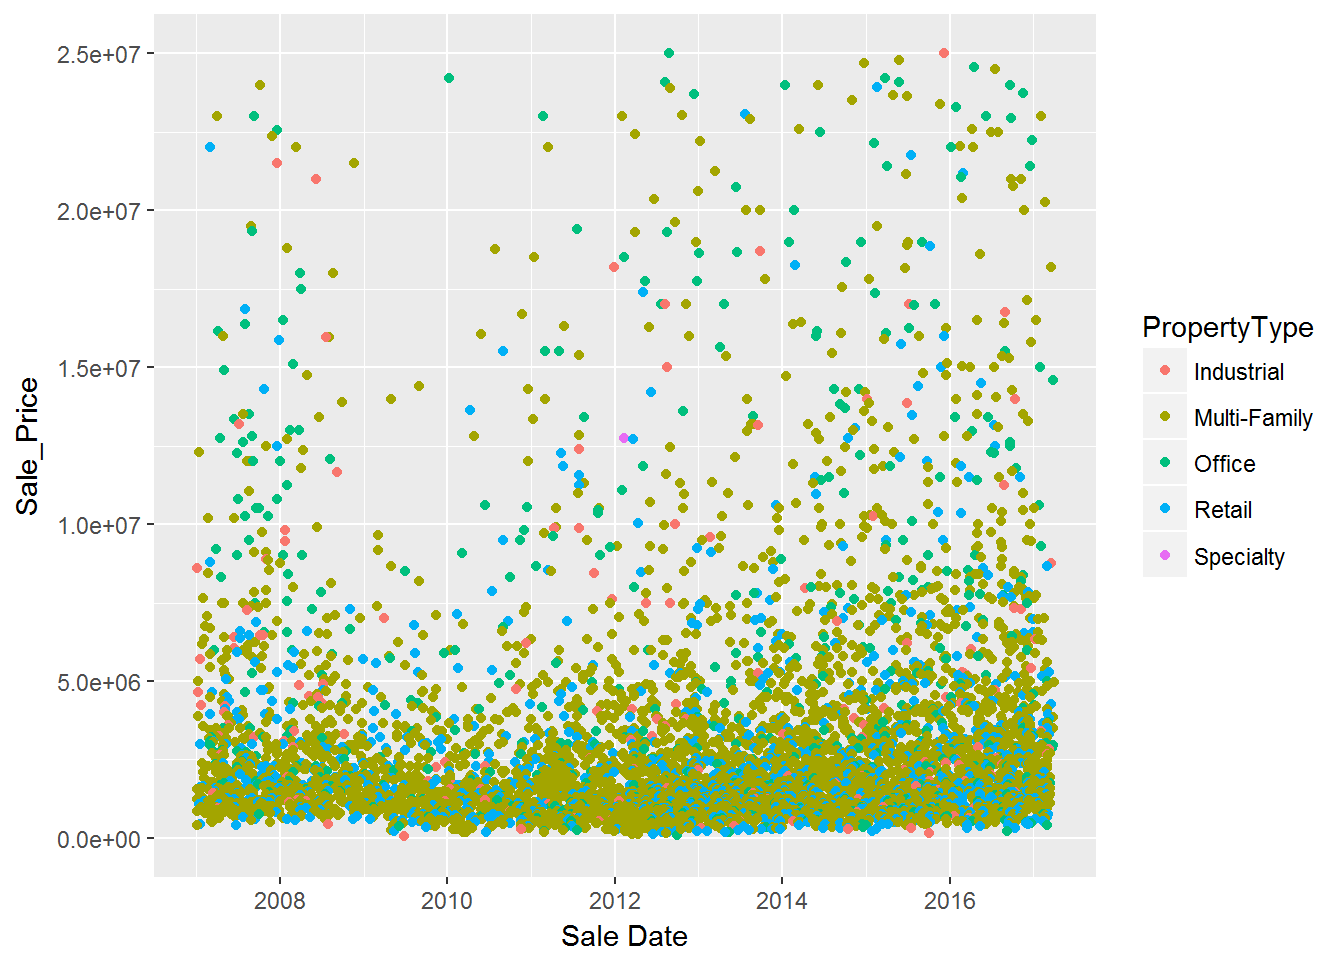 2.5e+07
2.0e+07
1.5e+07
1.0e+07
5.0e+06
0.0e+00
Sale_Price
2008 2010 2012 2014 2016
Sale Date
PropertyType
Industrial
Multi-Family
Office
Retail
Specialty